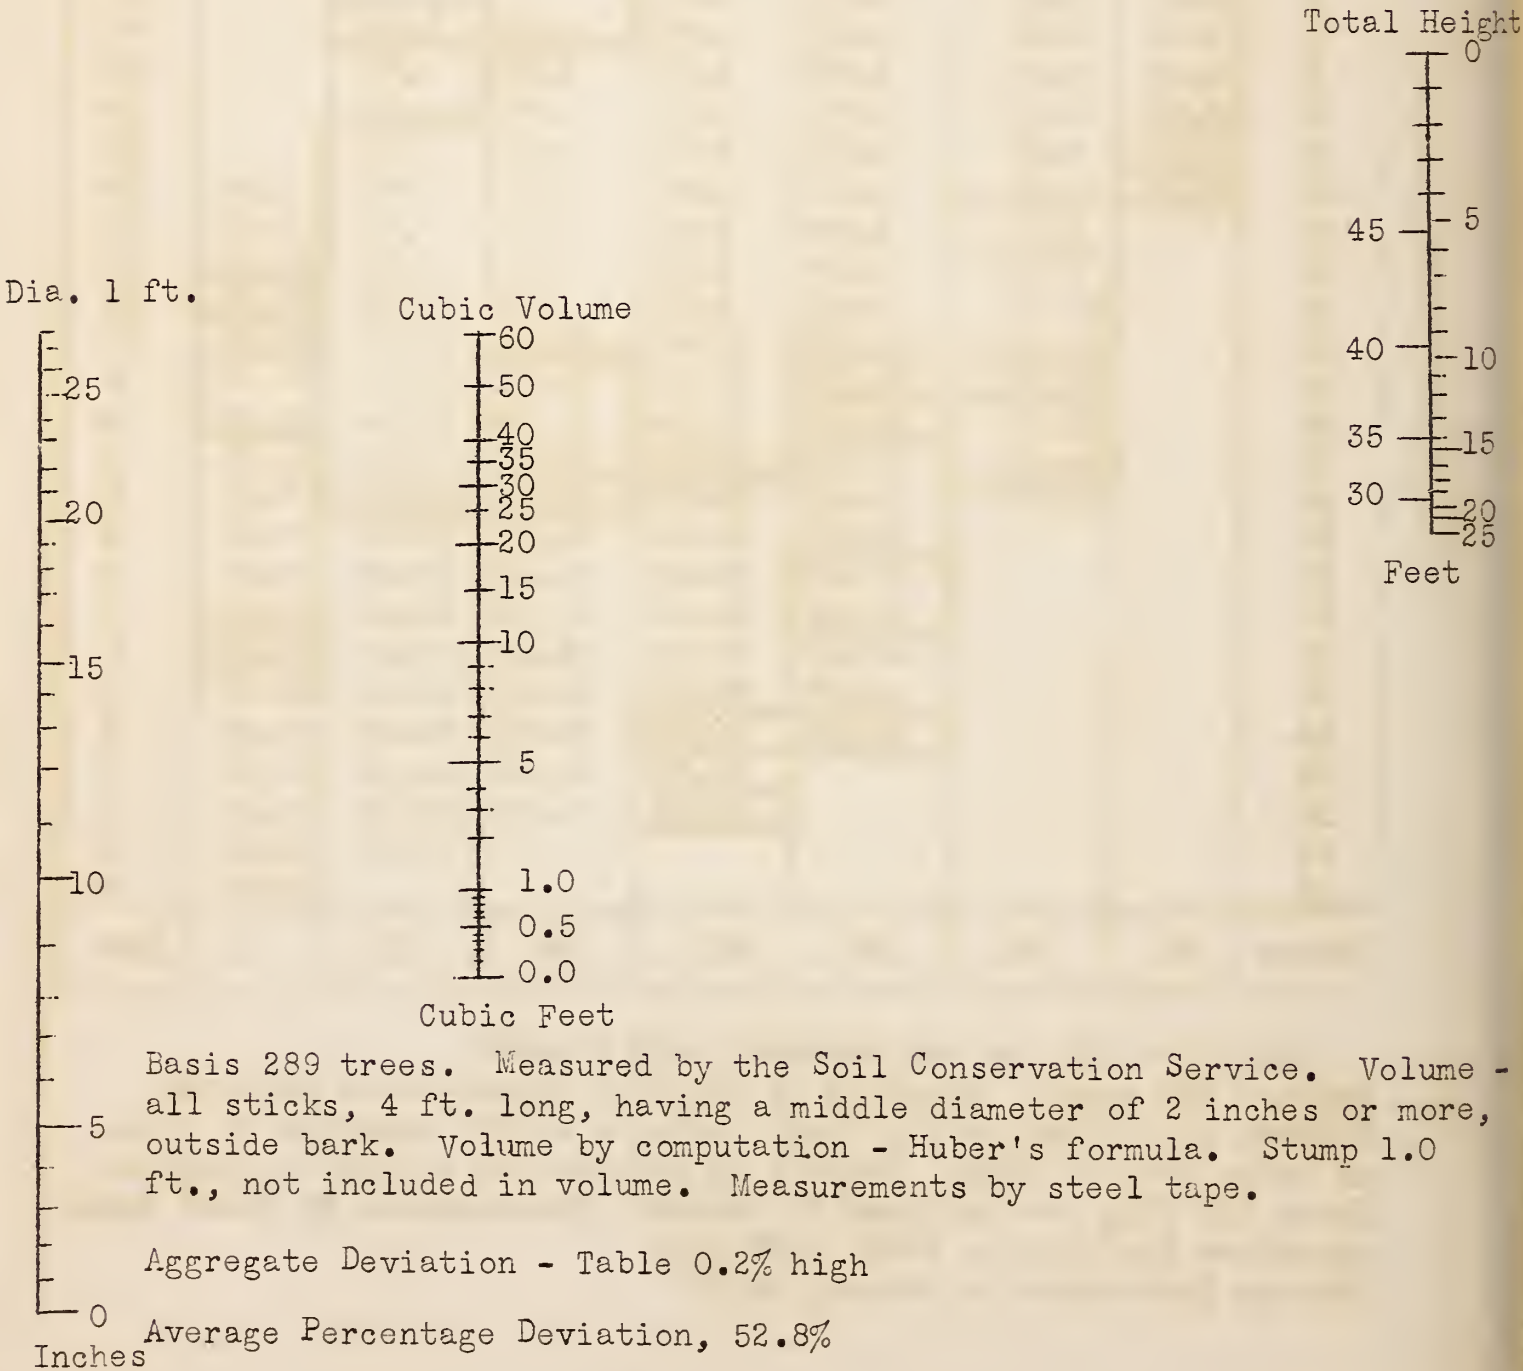 Total Height
0
5
45
10
40
15
35
20
30
25
Feet
Dia. 1 ft.
25
20
15
10
5
0
Inches
Cubic Volume
60
50
40
35
30
25
20
15
10
5
1.0
0.5
0.0
Cubic Feet
Basis 289 trees. Measured by the Soil Conservation Service. Volume -
all sticks, 4 ft. long, having a middle diameter of 2 inches or more,
outside bark. Volume by computation - Huber's formula. Stump 1.0
ft., not included in volume. Measurements by steel tape.
Aggregate Deviation - Table 0.2% high
Average Percentage Deviation, 52.8%